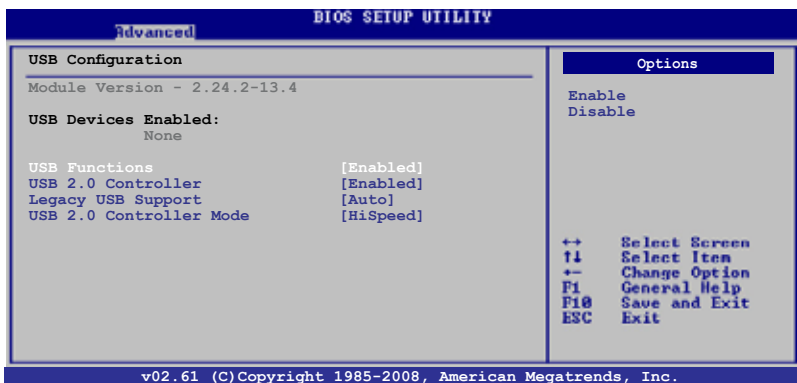 BIOS SETUP UTILITY
Advanced
USB Configuration
Module Version - 2.24.2-13.4
USB Devices Enabled:
None
USB Functions [Enabled]
USB 2.0 Controller [Enabled]
Legacy USB Support [Auto]
USB 2.0 Controller Mode [HiSpeed]
Options
Enable
Disable
↔ Select Screen
↑↓ Select Item
+- Change Option
F1 General Help
F10 Save and Exit
ESC Exit
v02.61 (C)Copyright 1985-2008, American Megatrends, Inc.